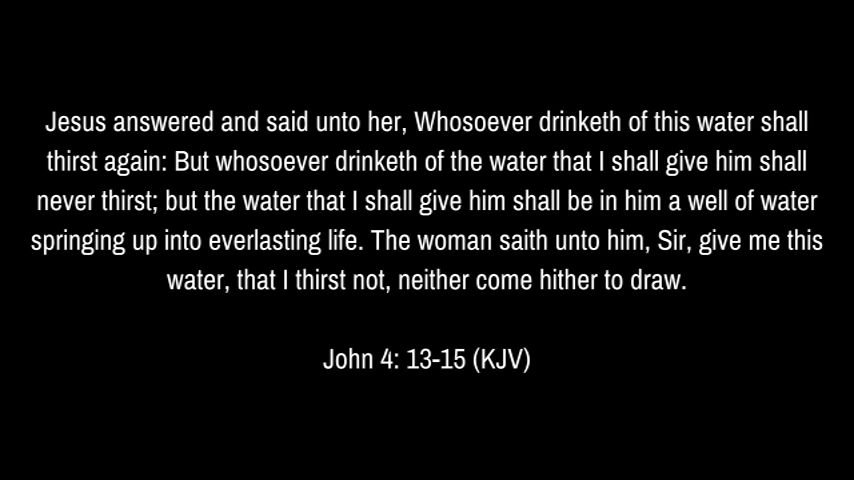 Jesus answered and said unto her, Whosoever drinketh of this water shall
thirst again: But whosoever drinketh of the water that I shall give him shall
never thirst; but the water that I shall give him shall be in him a well of water
springing up into everlasting life. The woman saith unto him, Sir, give me this
water, that I thirst not, neither come hither to draw.
John 4: 13-15 (KJV)